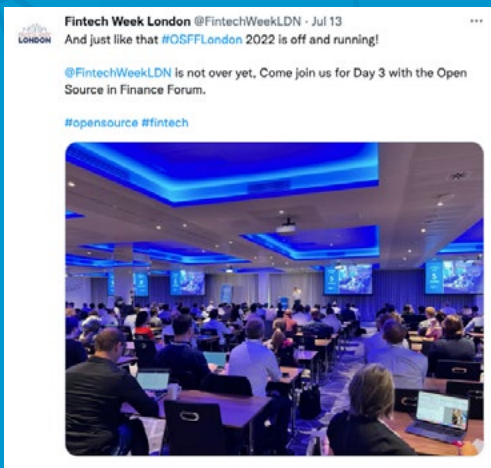 LONDON
Fintech Week London @FintechWeekLDN · Jul 13
And just like that #OSFFLondon 2022 is off and running!
@FintechWeekLDN is not over yet, Come join us for Day 3 with the Open
Source in Finance Forum.
#opensource #fintech